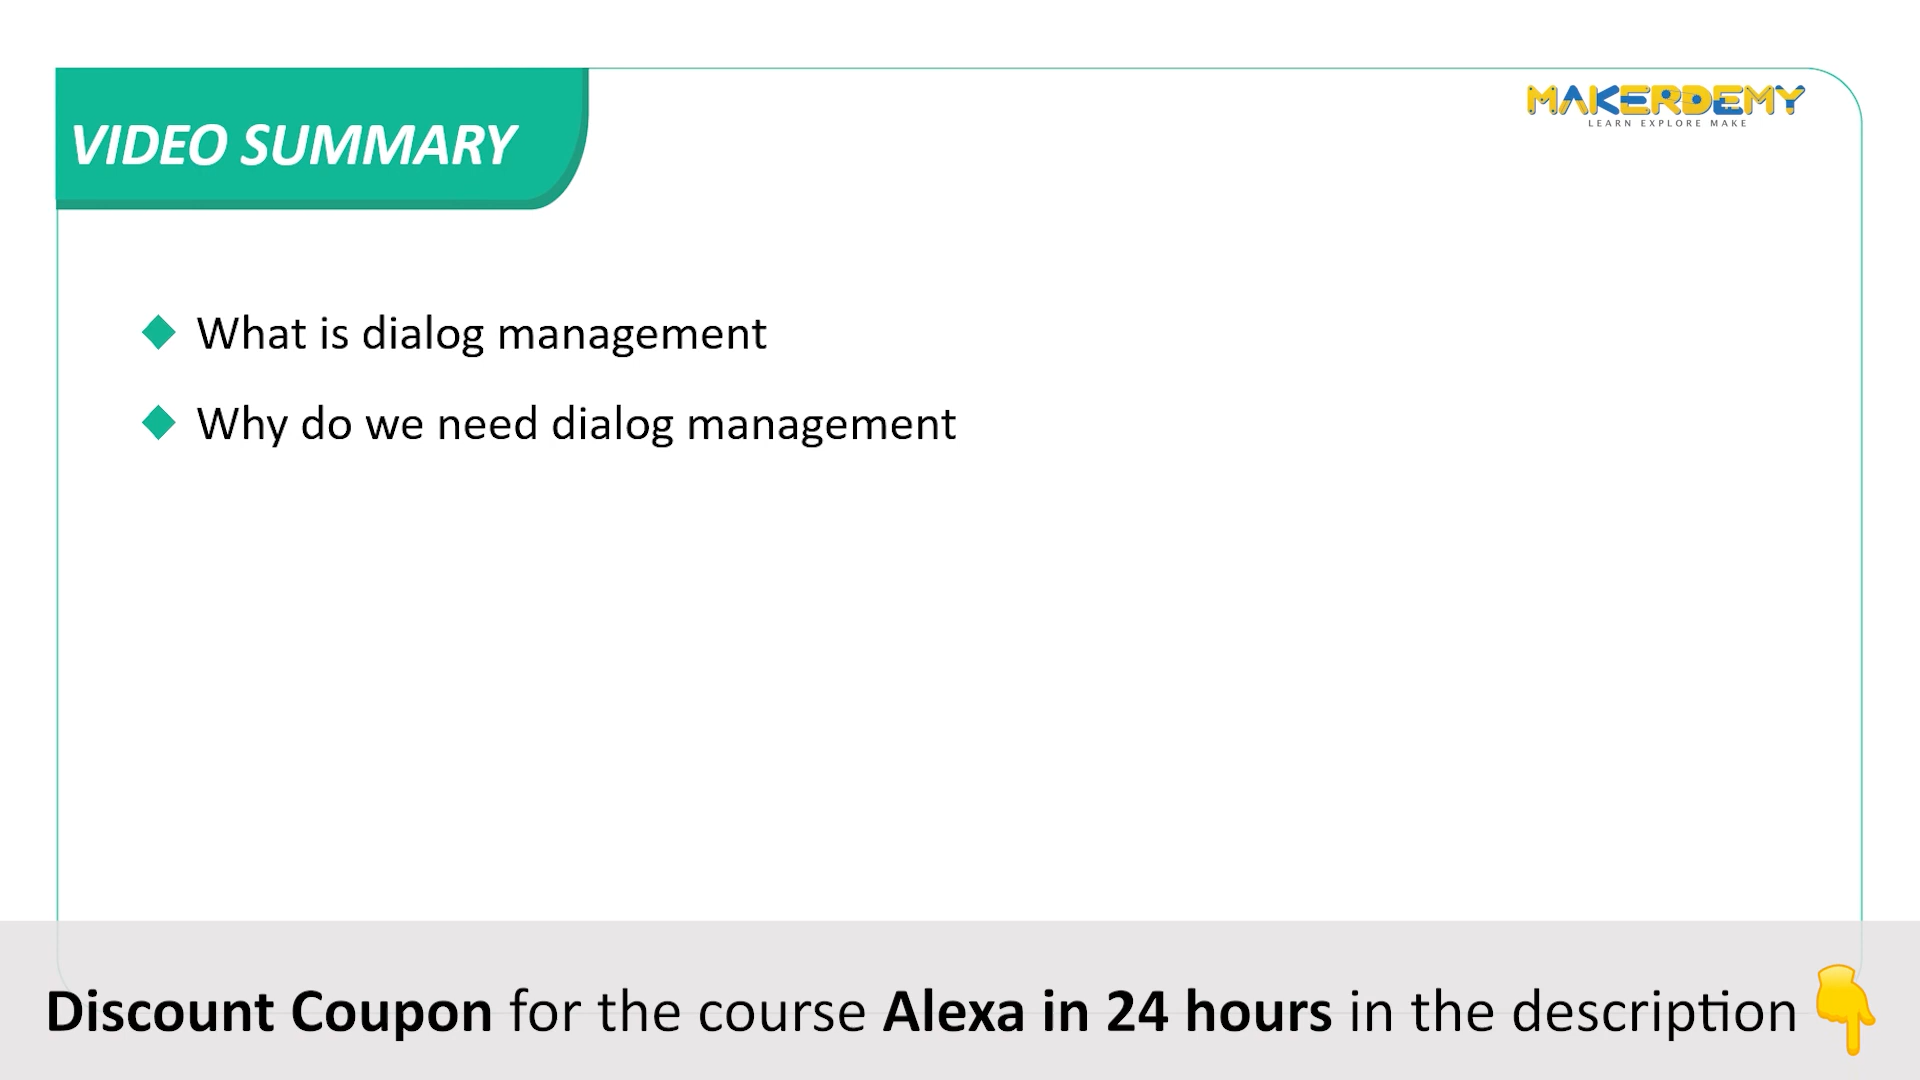 MAKERDEMY
LEARN EXPLORE MAKE
VIDEO SUMMARY
What is dialog management
Why do we need dialog management
Discount Coupon for the course Alexa in 24 hours in the description